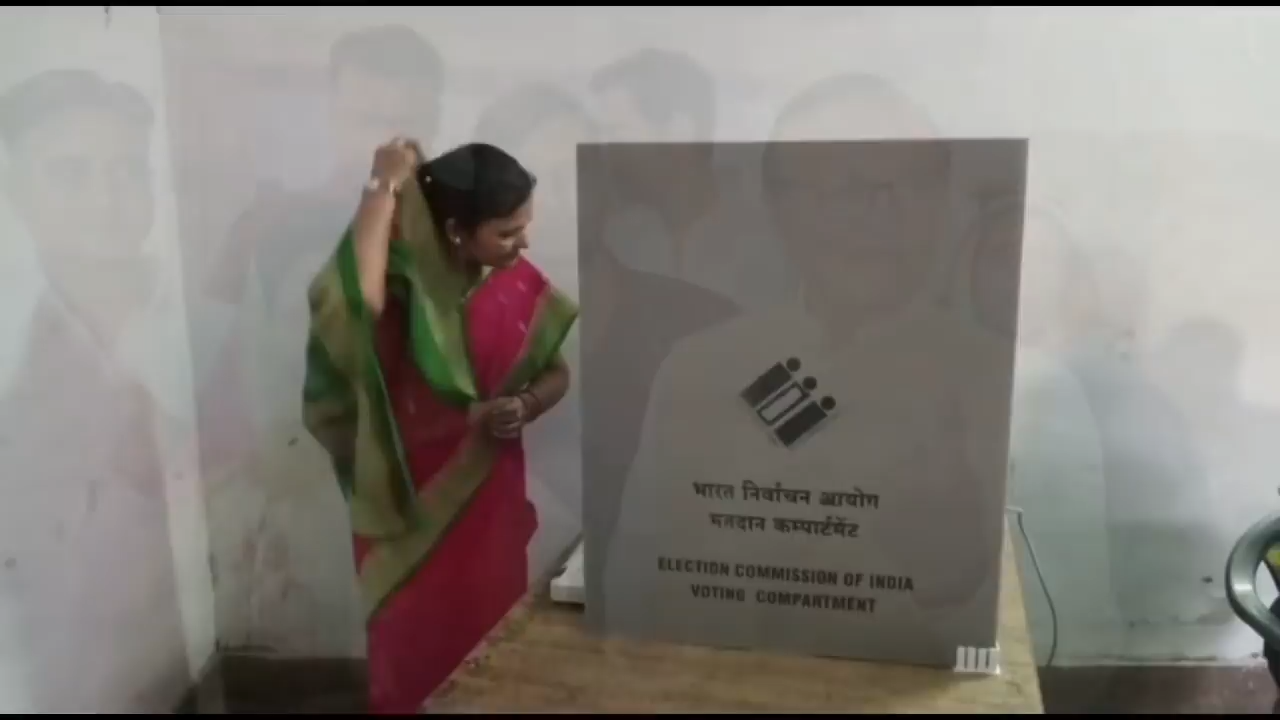 भारत निर्वाचन आयोग
मतदान कम्पार्टमेंट
ELECTION COMMISSION OF INDIA
VOTING COMPARTMENT